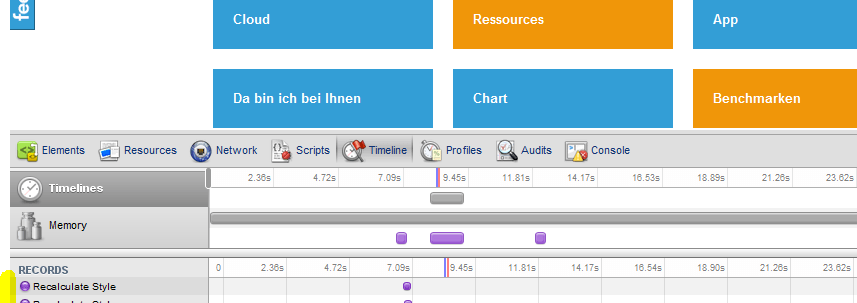 fee
Cloud Ressources App
Da bin ich bei Ihnen Chart Benchmarken
Elements Resources Network Scripts Timeline Profiles Audits Console
Timelines 2.36s 4.72s 7.09s 9.45s 11.81s 14.17s 16.53s 18.89s 21.26s 23.62s
Memory
RECORDS 0 2.36s 4.72s 7.09s 9.45s 11.81s 14.17s 16.54s 18.90s 21.26s 23.62s
Recalculate Style